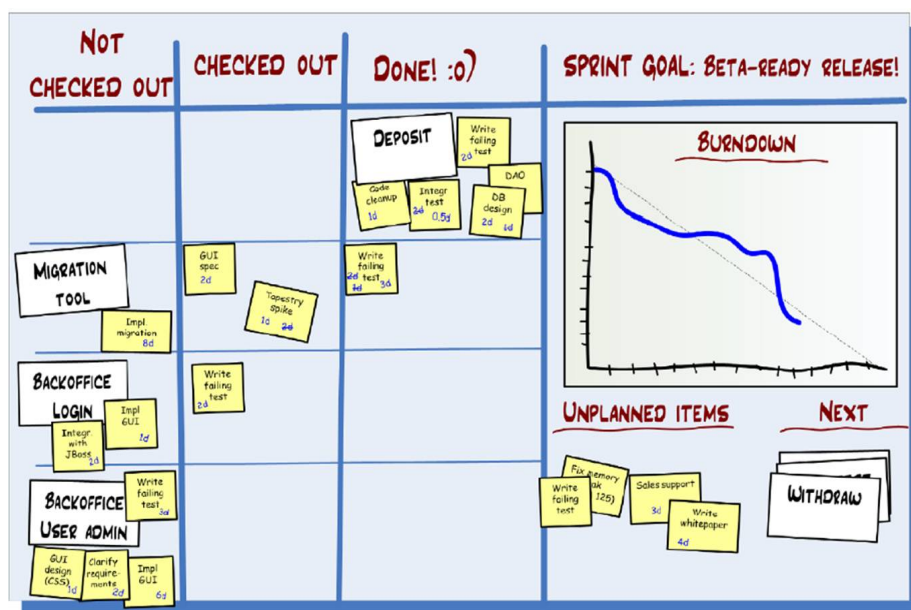 NOT
CHECKED OUT
CHECKED OUT
DONE! :o)
SPRINT GOAL: BETA-READY RELEASE!
DEPOSIT
Write
failing
test
2d
DAO
Code
cleanup
1d
Integr
test
2d 0.5d
DB
design
2d
BURNDOWN
MIGRATION
TOOL
Impl.
migration
8d
GUI
spec
2d
Tapestry
spike
1d 2d
Write
failing
test
2d
3d
BACKOFFICE
LOGIN
Integr.
with
JBoss
2d
Impl
GUI
1d
Write
failing
test
2d
BACKOFFICE
USER ADMIN
Write
failing
test
3d
GUI
design
(CSS)
1d
Clarify
require-
ments
2d
Impl
GUI
6d
UNPLANNED ITEMS
Fix memory
125)
Write
failing
test
Sales support
3d
Write
whitepaper
4d
NEXT
WITHDRAW